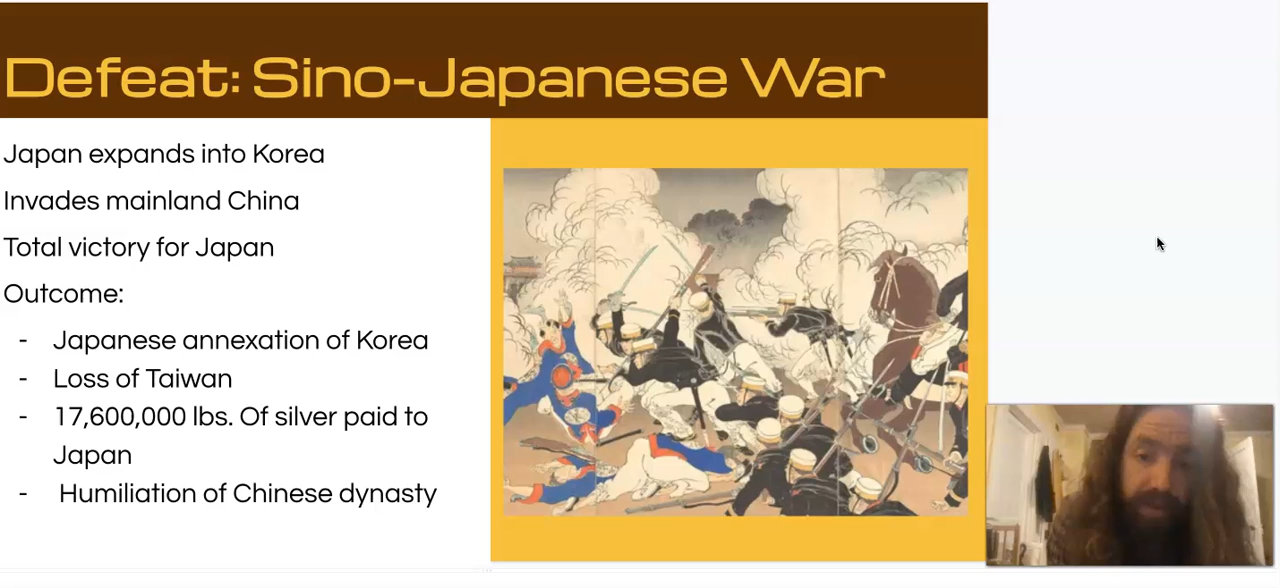 Defeat: Sino-Japanese War
Japan expands into Korea
Invades mainland China
Total victory for Japan
Outcome:
- Japanese annexation of Korea
- Loss of Taiwan
- 17,600,000 lbs. Of silver paid to
Japan
- Humiliation of Chinese dynasty